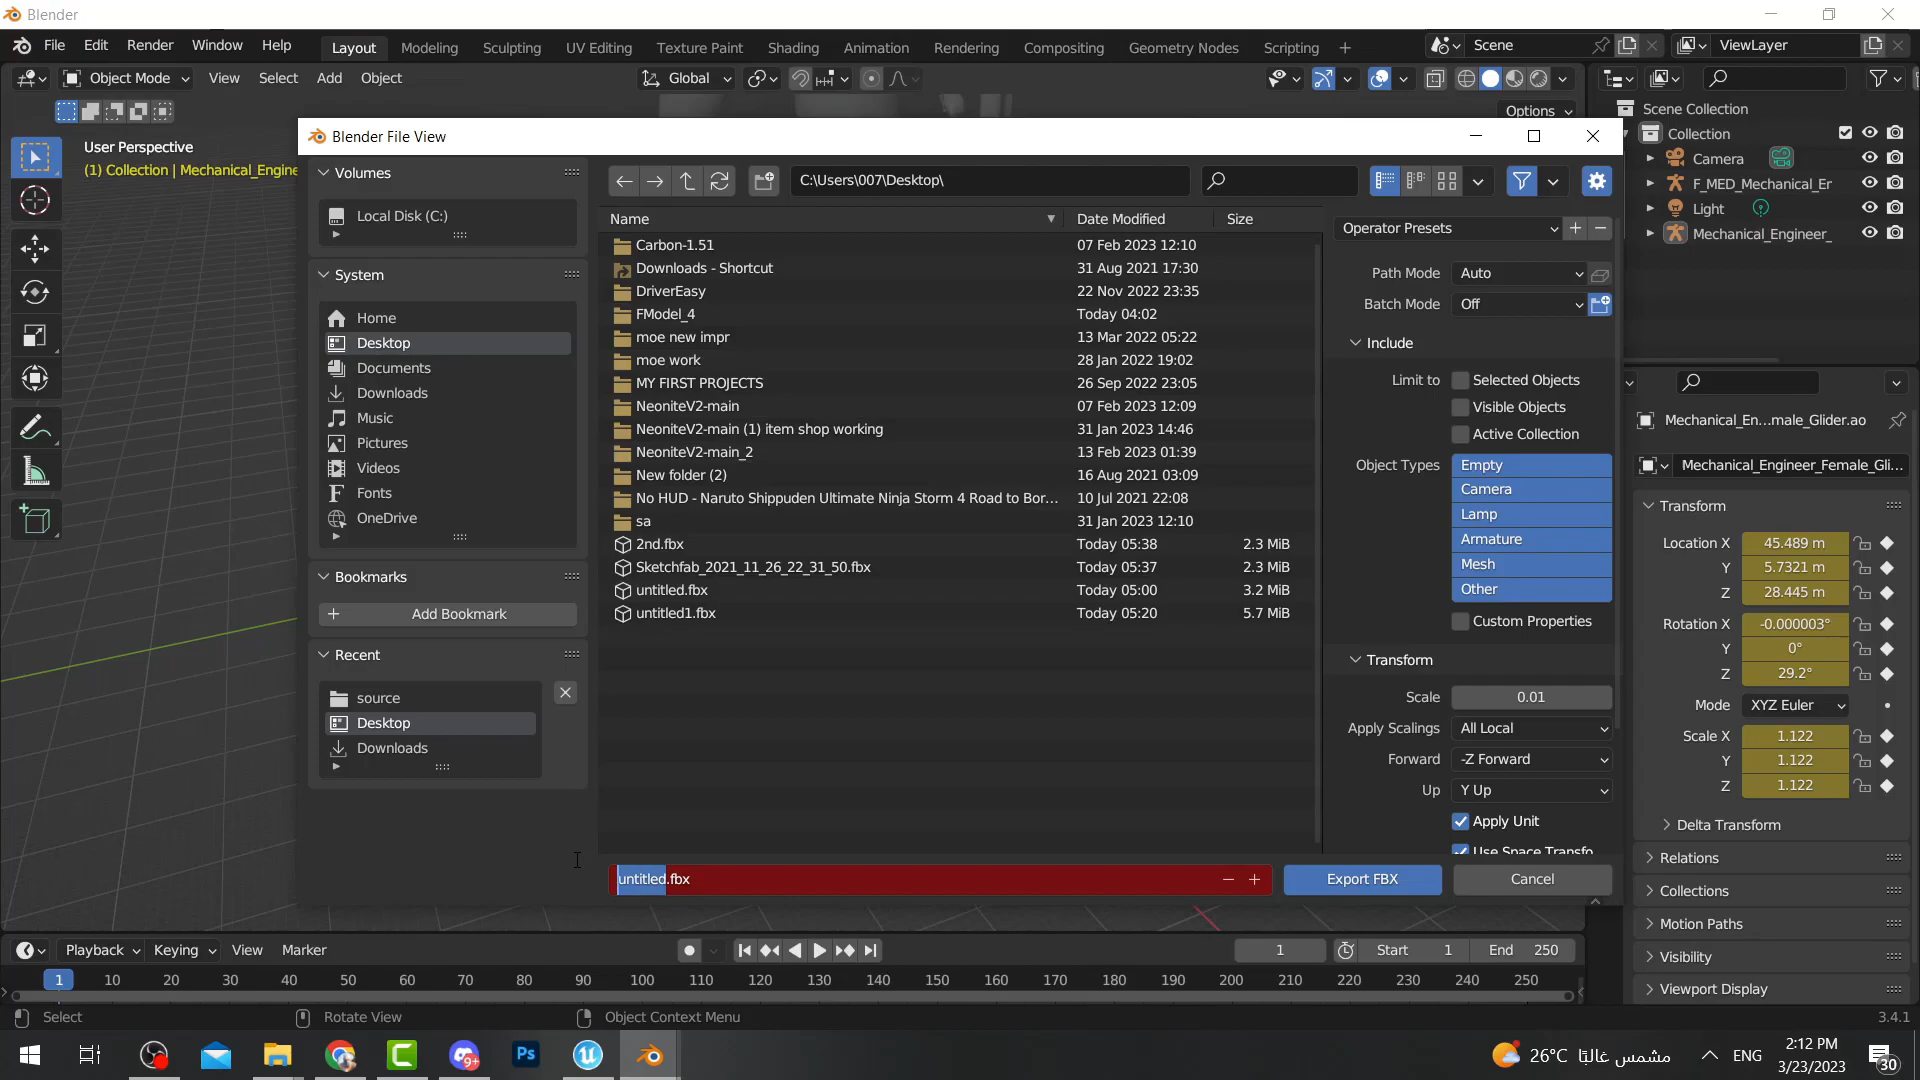 Blender
File Edit Render Window Help Layout Modeling Sculpting UV Editing Texture Paint Shading Animation Rendering Compositing Geometry Nodes Scripting + Scene ViewLayer
Object Mode View Select Add Object Global
Options
User Perspective
(1) Collection | Mechanical_Engine
Blender File View
Volumes
Local Disk (C:)
System
Home
Desktop
Documents
Downloads
Music
Pictures
Videos
Fonts
OneDrive
Bookmarks
Add Bookmark
Recent
source
Desktop
Downloads
C:\Users\007\Desktop\
Name Date Modified Size
Carbon-1.51 07 Feb 2023 12:10
Downloads - Shortcut 31 Aug 2021 17:30
DriverEasy 22 Nov 2022 23:35
FModel_4 Today 04:02
moe new impr 13 Mar 2022 05:22
moe work 28 Jan 2022 19:02
MY FIRST PROJECTS 26 Sep 2022 23:05
NeoniteV2-main 07 Feb 2023 12:09
NeoniteV2-main (1) item shop working 31 Jan 2023 14:46
NeoniteV2-main_2 13 Feb 2023 01:39
New folder (2) 16 Aug 2021 03:09
No HUD - Naruto Shippuden Ultimate Ninja Storm 4 Road to Bor... 10 Jul 2021 22:08
sa 31 Jan 2023 12:10
2nd.fbx Today 05:38 2.3 MiB
Sketchfab_2021_11_26_22_31_50.fbx Today 05:37 2.3 MiB
untitled.fbx Today 05:00 3.2 MiB
untitled1.fbx Today 05:20 5.7 MiB
untitled.fbx
Export FBX Cancel
Operator Presets
Path Mode Auto
Batch Mode Off
Include
Limit to Selected Objects
Visible Objects
Active Collection
Object Types Empty
Camera
Lamp
Armature
Mesh
Other
Custom Properties
Transform
Scale 0.01
Apply Scalings All Local
Forward -Z Forward
Up Y Up
Apply Unit
Use Space Transfo
Scene Collection
Collection
Camera
F_MED_Mechanical_Er
Light
Mechanical_Engineer_
Mechanical_En...male_Glider.ao
Mechanical_Engineer_Female_Gli...
Transform
Location X 45.489 m
Y 5.7321 m
Z 28.445 m
Rotation X -0.000003°
Y 0°
Z 29.2°
Mode XYZ Euler
Scale X 1.122
Y 1.122
Z 1.122
Delta Transform
Relations
Collections
Motion Paths
Visibility
Viewport Display
Playback Keying View Marker 1 Start 1 End 250
1 10 20 30 40 50 60 70 80 90 100 110 120 130 140 150 160 170 180 190 200 210 220 230 240 250
Select Rotate View Object Context Menu 3.4.1
9+ Ps 26°C مشمس غالبًا ENG 2:12 PM
3/23/2023 30